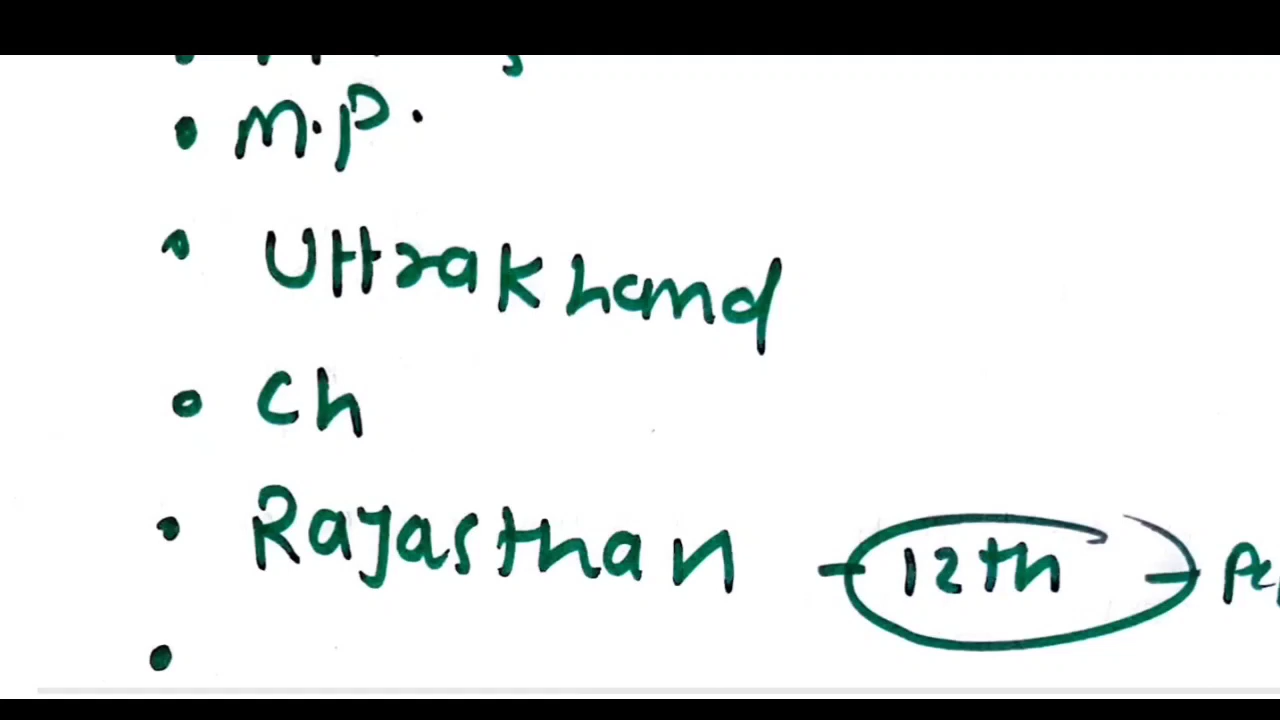 • M.P.
• Uttrakhand
• Ch
• Rajasthan - 12th -
•